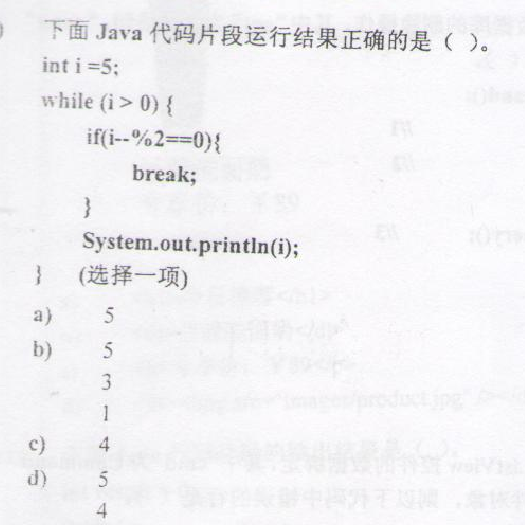 下面 Java 代码片段运行结果正确的是（ ）。
int i =5;
while (i > 0) {
if(i--%2==0){
break;
}
System.out.println(i);
} (选择一项)
a) 5
b) 5
3
1
c) 4
d) 5
4